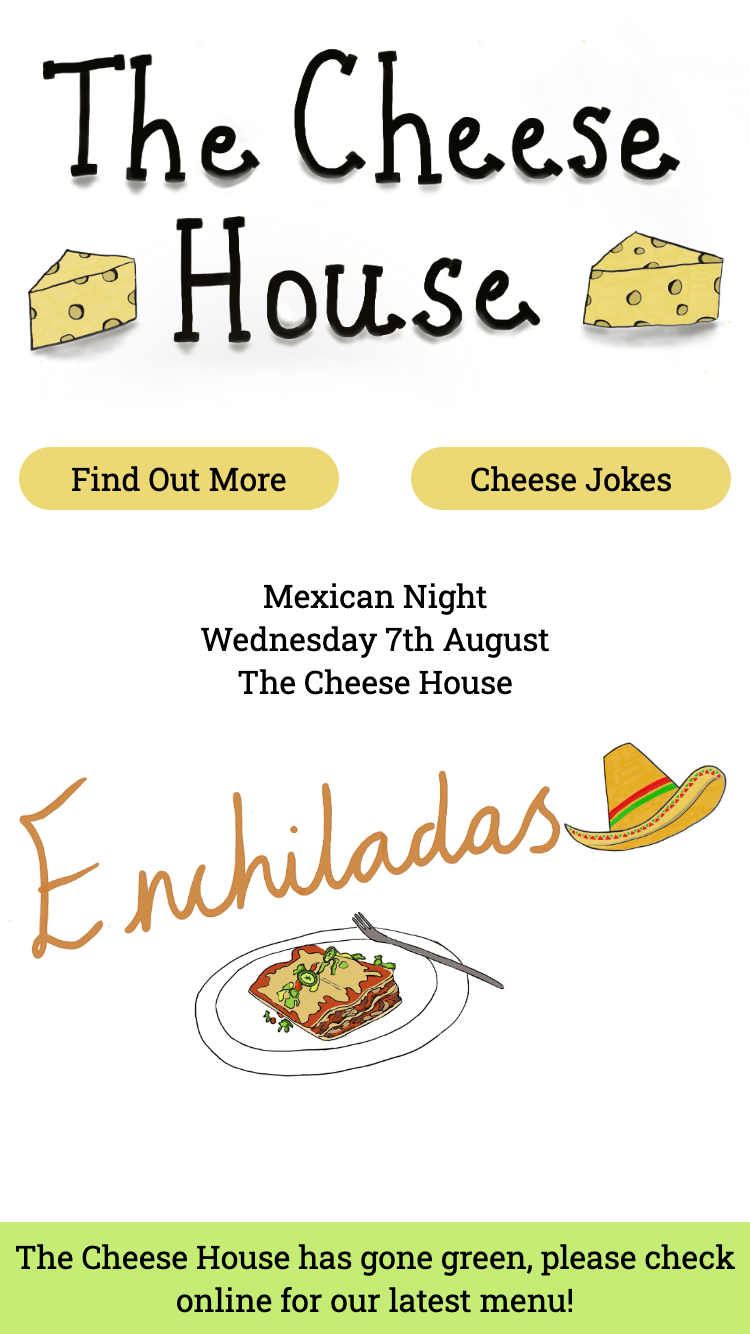 The Cheese
House
Find Out More
Cheese Jokes
Mexican Night
Wednesday 7th August
The Cheese House
Enchiladas
The Cheese House has gone green, please check
online for our latest menu!